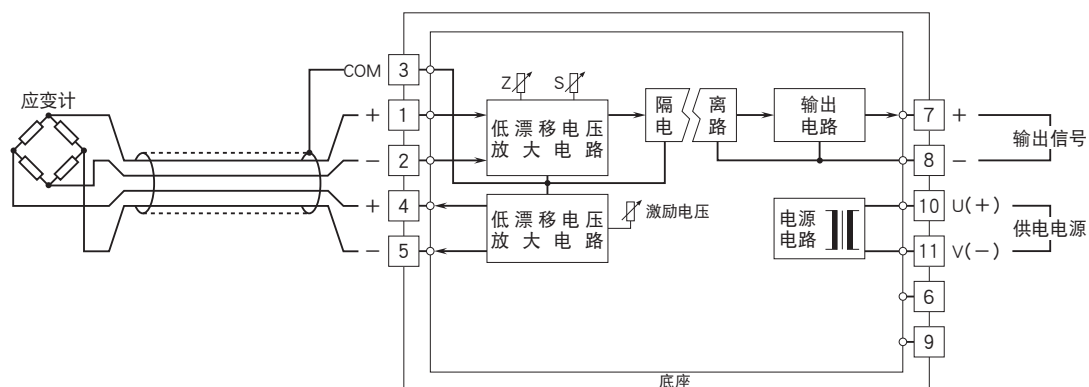 应变计
COM 3
+ 1
− 2
+ 4
− 5
Z
S
低漂移电压
放大电路
隔
电
离
路
输出
电路
低漂移电压
放大电路
激励电压
电源
电路
7 +
8 −
输出信号
10 U(+)
11 V(−)
供电电源
6
9
底座